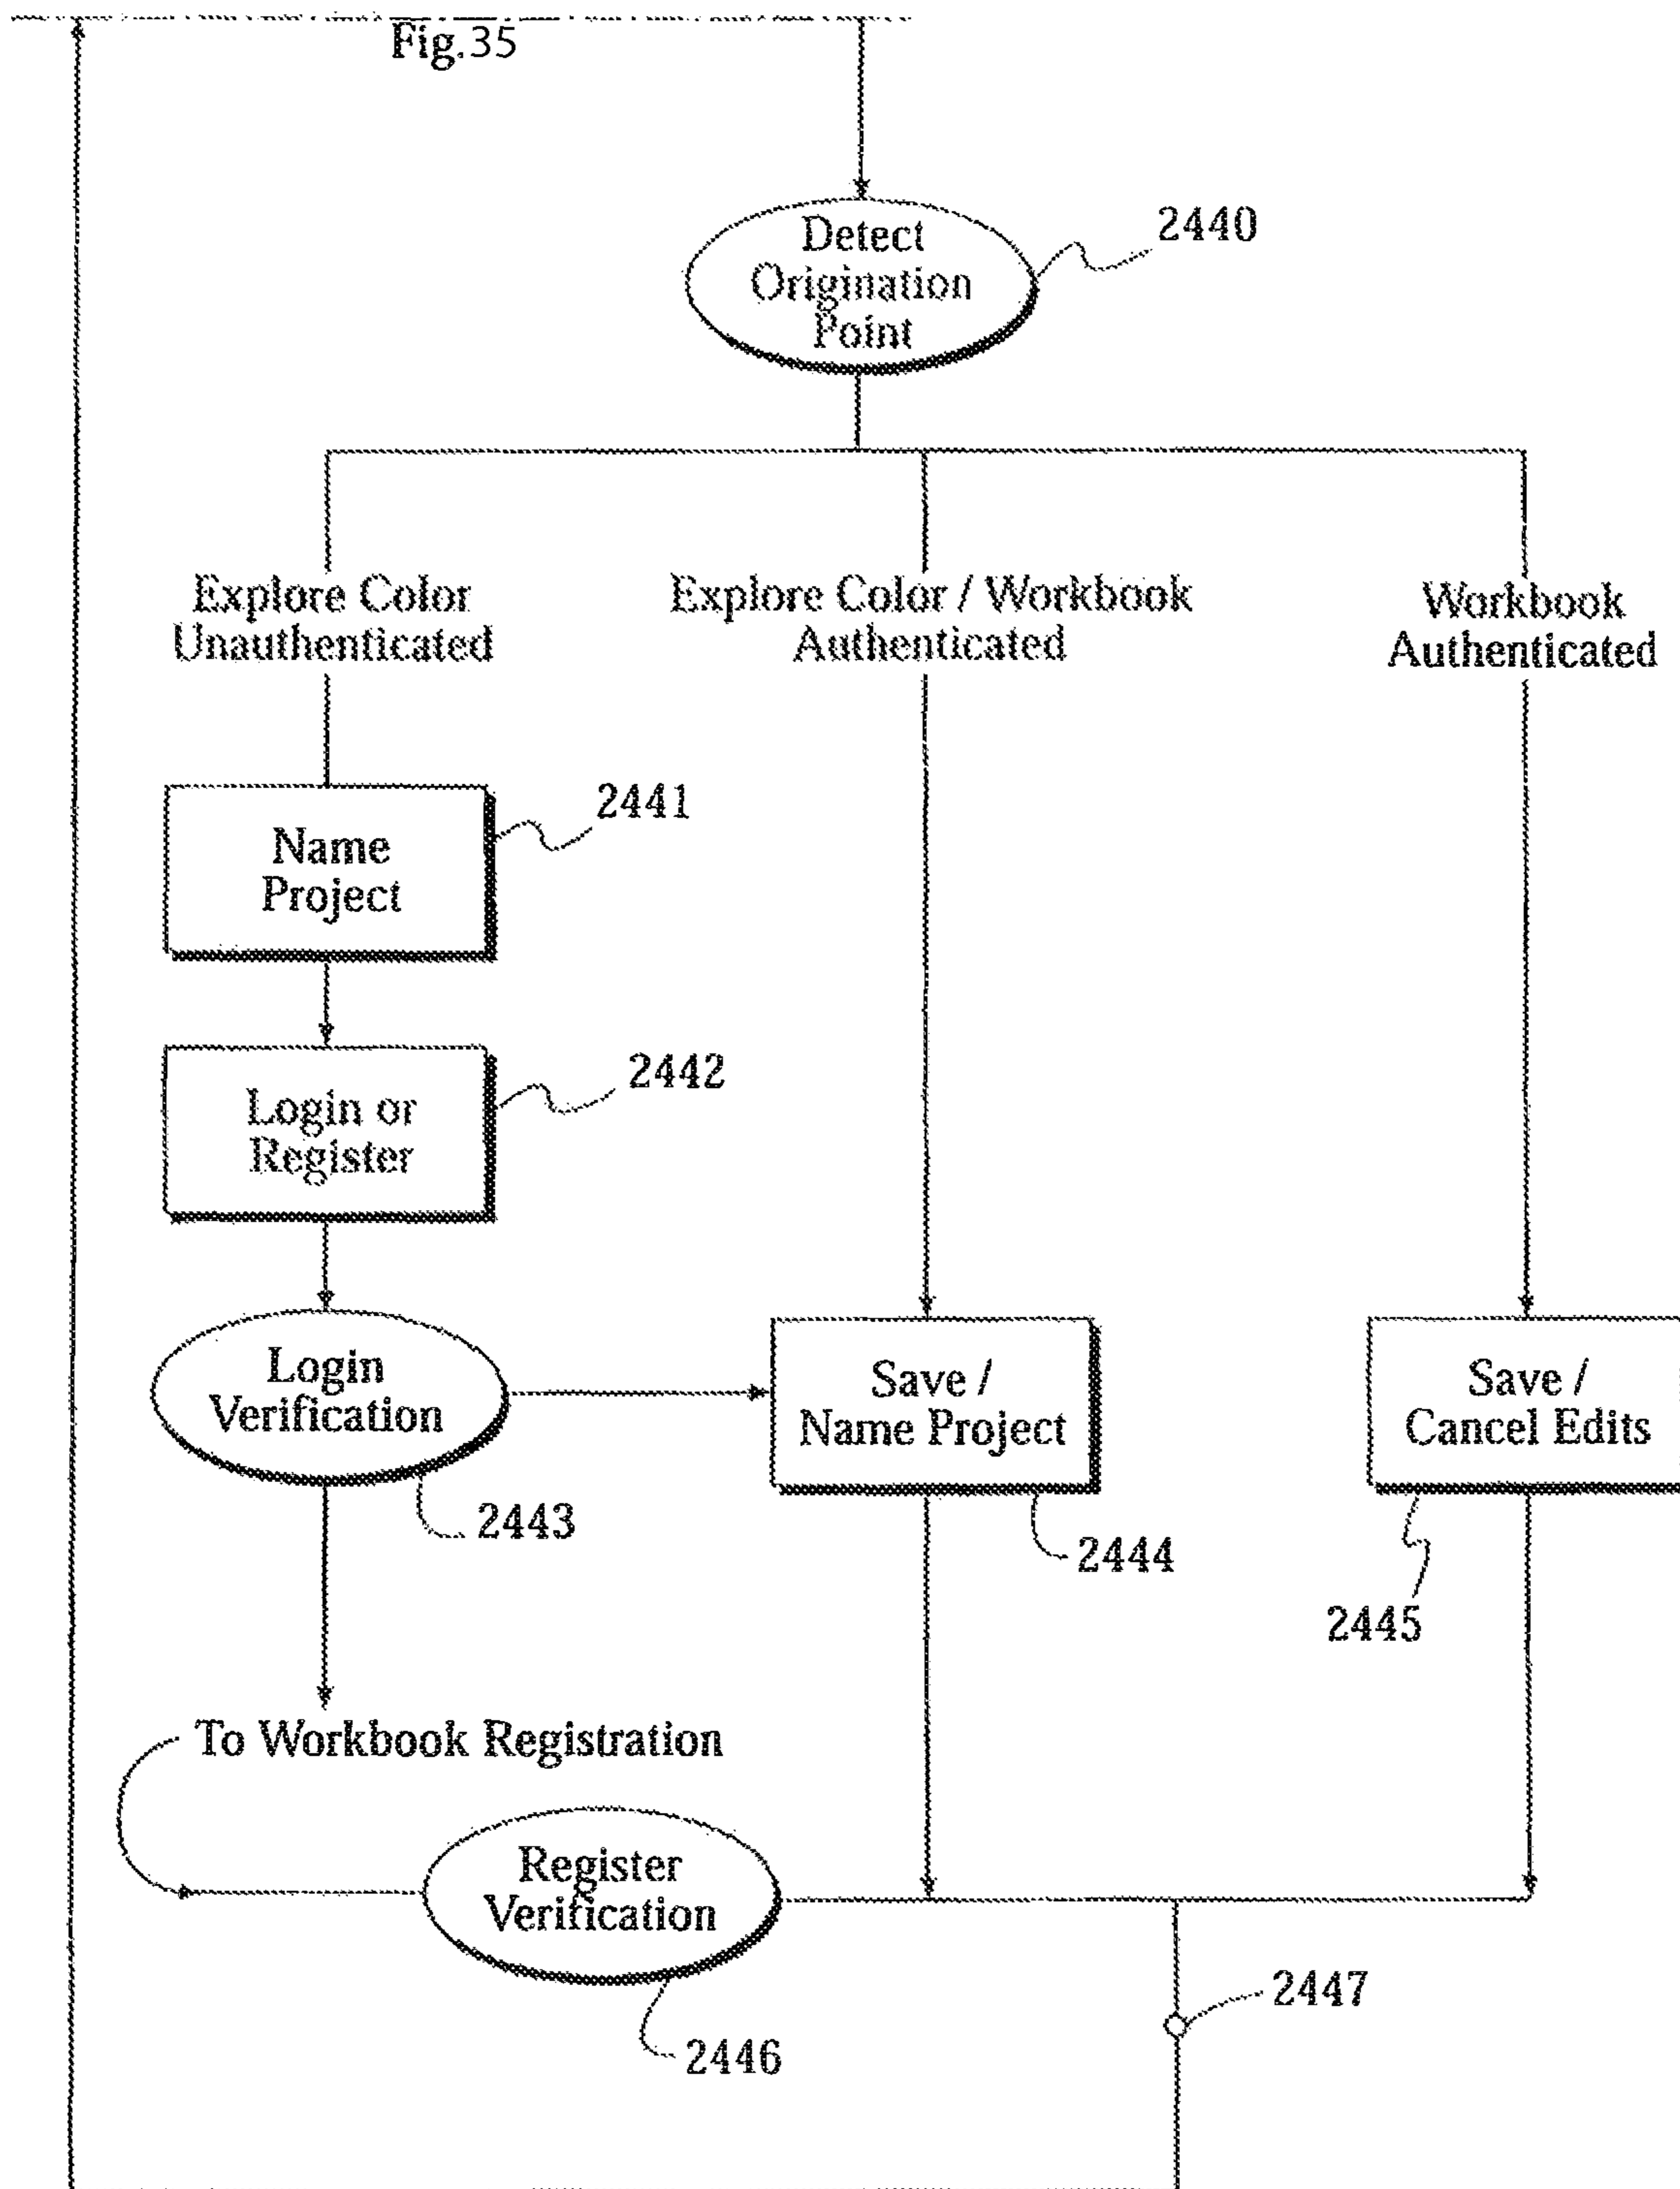 Fig.35
Detect
Origination
Point
2440
Explore Color
Unauthenticated
Explore Color / Workbook
Authenticated
Workbook
Authenticated
Name
Project
2441
Login or
Register
2442
Login
Verification
2443
Save /
Name Project
2444
Save /
Cancel Edits
2445
To Workbook Registration
Register
Verification
2446
2447